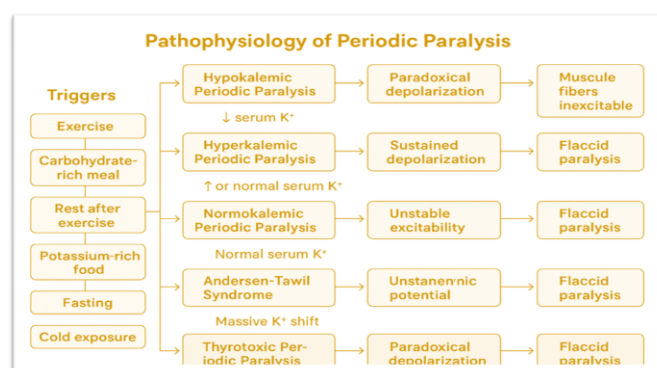 Pathophysiology of Periodic Paralysis
Triggers
Exercise
Carbohydrate-
rich meal
Rest after
exercise
Potassium-rich
food
Fasting
Cold exposure
Hypokalemic
Periodic Paralysis
Paradoxical
depolarization
Muscule
fibers
inexcitable
↓ serum K⁺
Hyperkalemic
Periodic Paralysis
Sustained
depolarization
Flaccid
paralysis
↑ or normal serum K⁺
Normokalemic
Periodic Paralysis
Unstable
excitability
Flaccid
paralysis
Normal serum K⁺
Andersen-Tawil
Syndrome
potential
Flaccid
paralysis
Massive K⁺ shift
Thyrotoxic Per-
iodic Paralysis
Paradoxical
depolarization
Flaccid
paralysis